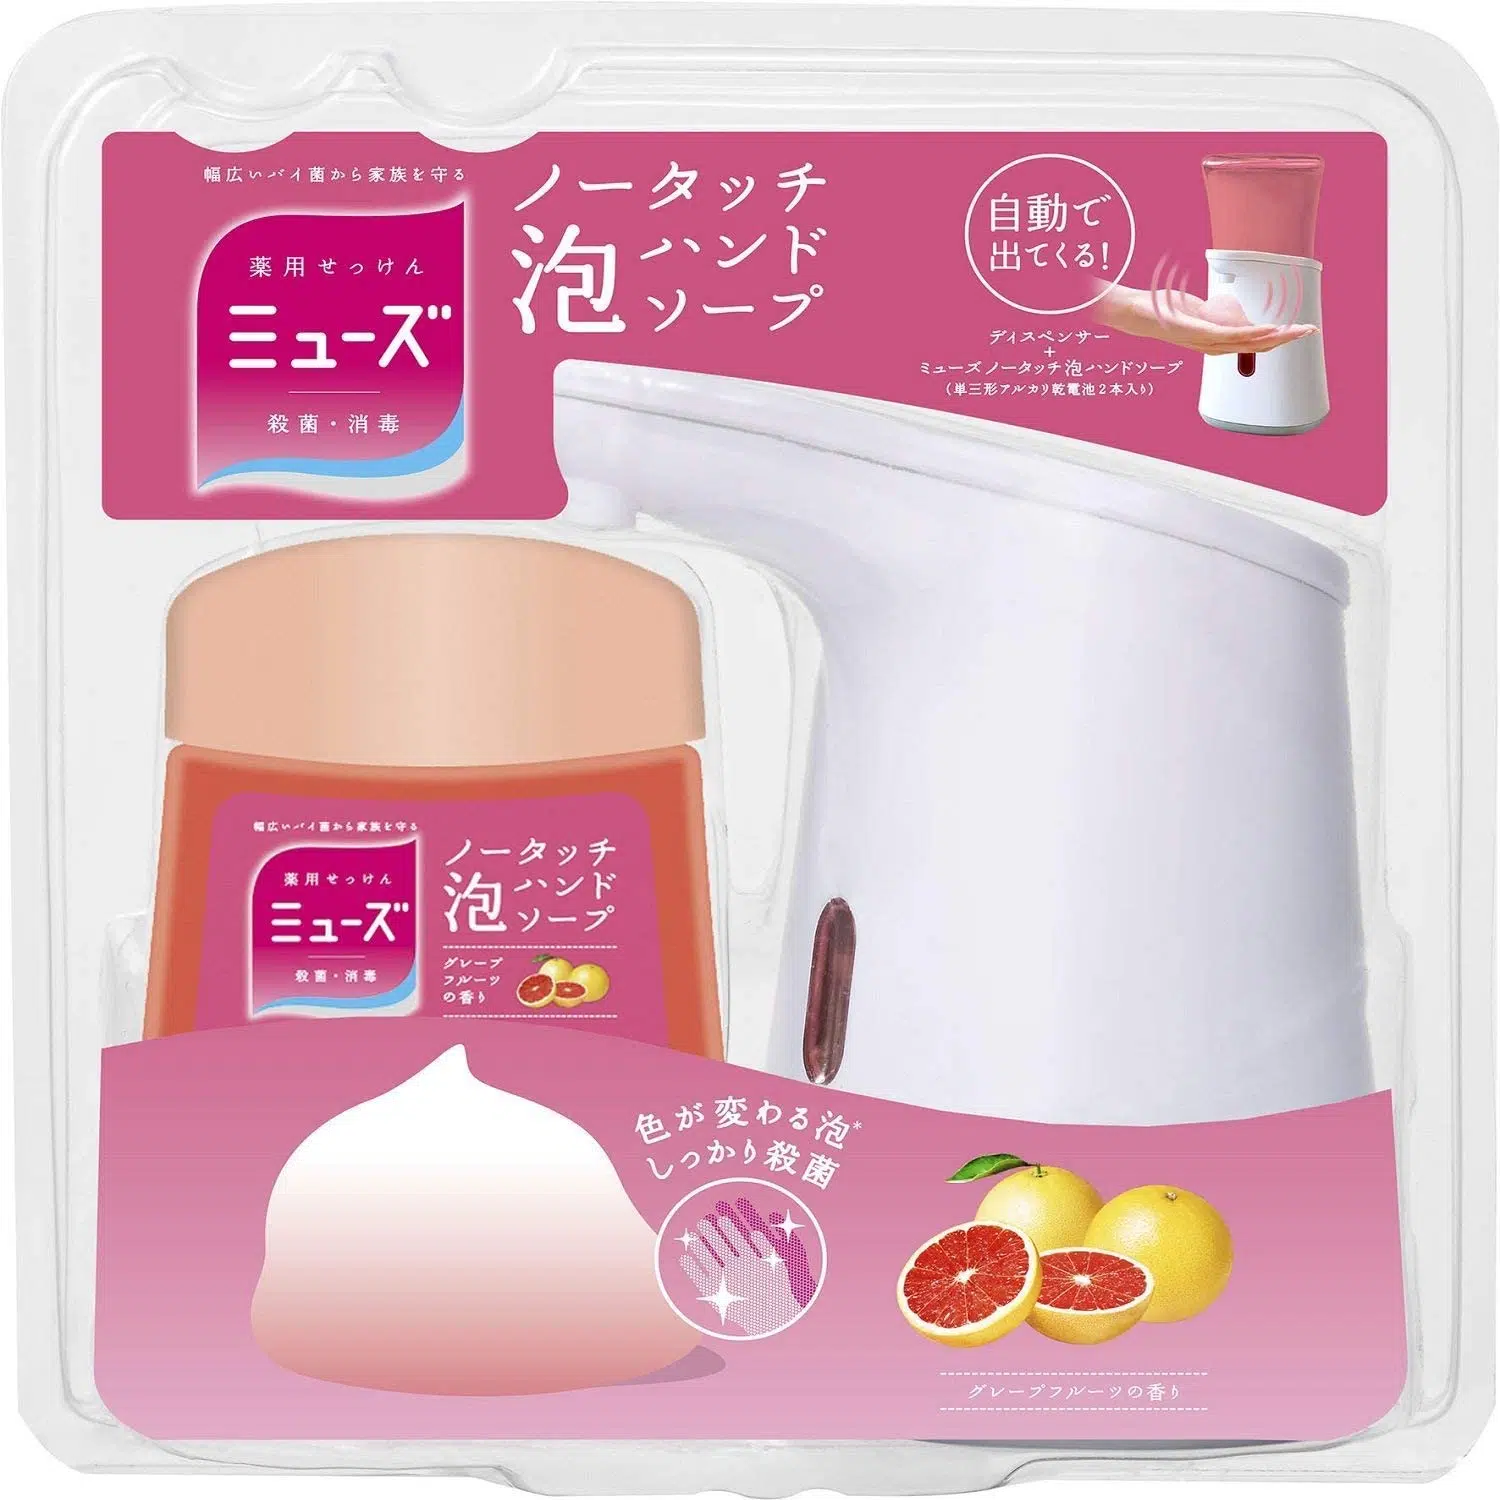 幅広いバイ菌から家族を守る
薬用せっけん
ミューズ
殺菌・消毒
ノータッチ
泡ハンド
ソープ
自動で
出てくる!
ディスペンサー
+
ミューズ ノータッチ泡ハンドソープ
(単三形アルカリ乾電池2本入り)
幅広いバイ菌から家族を守る
薬用せっけん
ミューズ
殺菌・消毒
ノータッチ
泡ハンド
ソープ
グレープ
フルーツ
の香り
色が変わる泡*
しっかり殺菌
グレープフルーツの香り